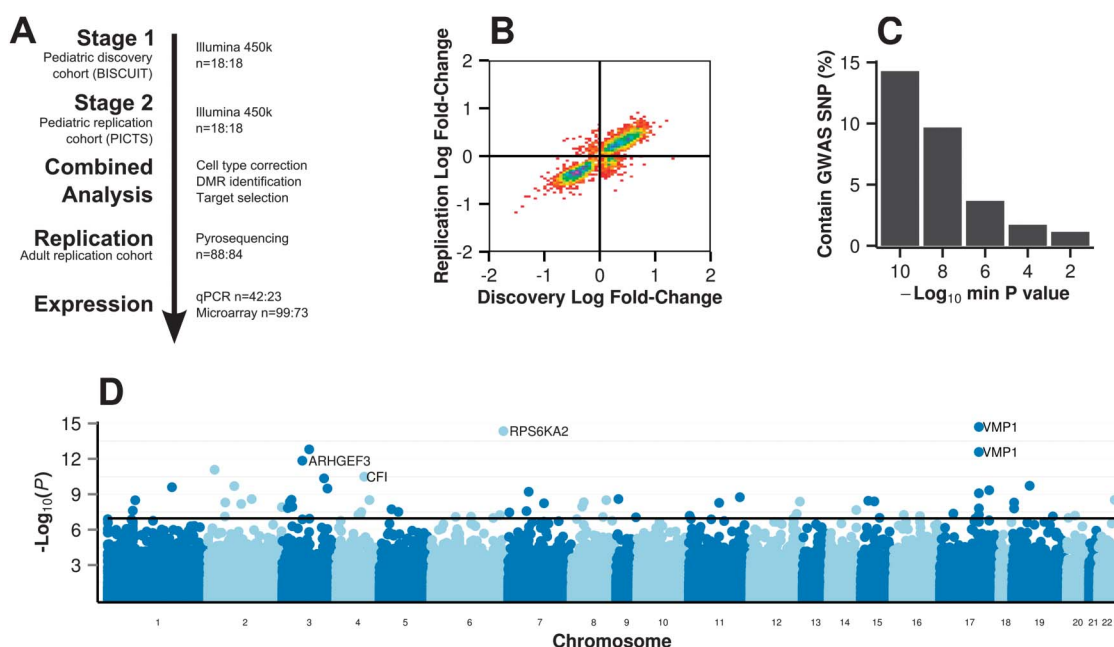 A
Stage 1
Pediatric discovery
cohort (BISCUIT)
Illumina 450k
n=18:18
Stage 2
Pediatric replication
cohort (PICTS)
Illumina 450k
n=18:18
Combined
Analysis
Cell type correction
DMR identification
Target selection
Replication
Adult replication cohort
Pyrosequencing
n=88:84
Expression
qPCR n=42:23
Microarray n=99:73
B
Replication Log Fold-Change
2
1
0
-1
-2
-2 -1 0 1 2
Discovery Log Fold-Change
C
Contain GWAS SNP (%)
15
10
5
0
10 8 6 4 2
−Log10 min P value
D
-Log10(P)
15
12
9
6
3
RPS6KA2
VMP1
VMP1
ARHGEF3
CFI
1 2 3 4 5 6 7 8 9 10 11 12 13 14 15 16 17 18 19 20 21 22
Chromosome